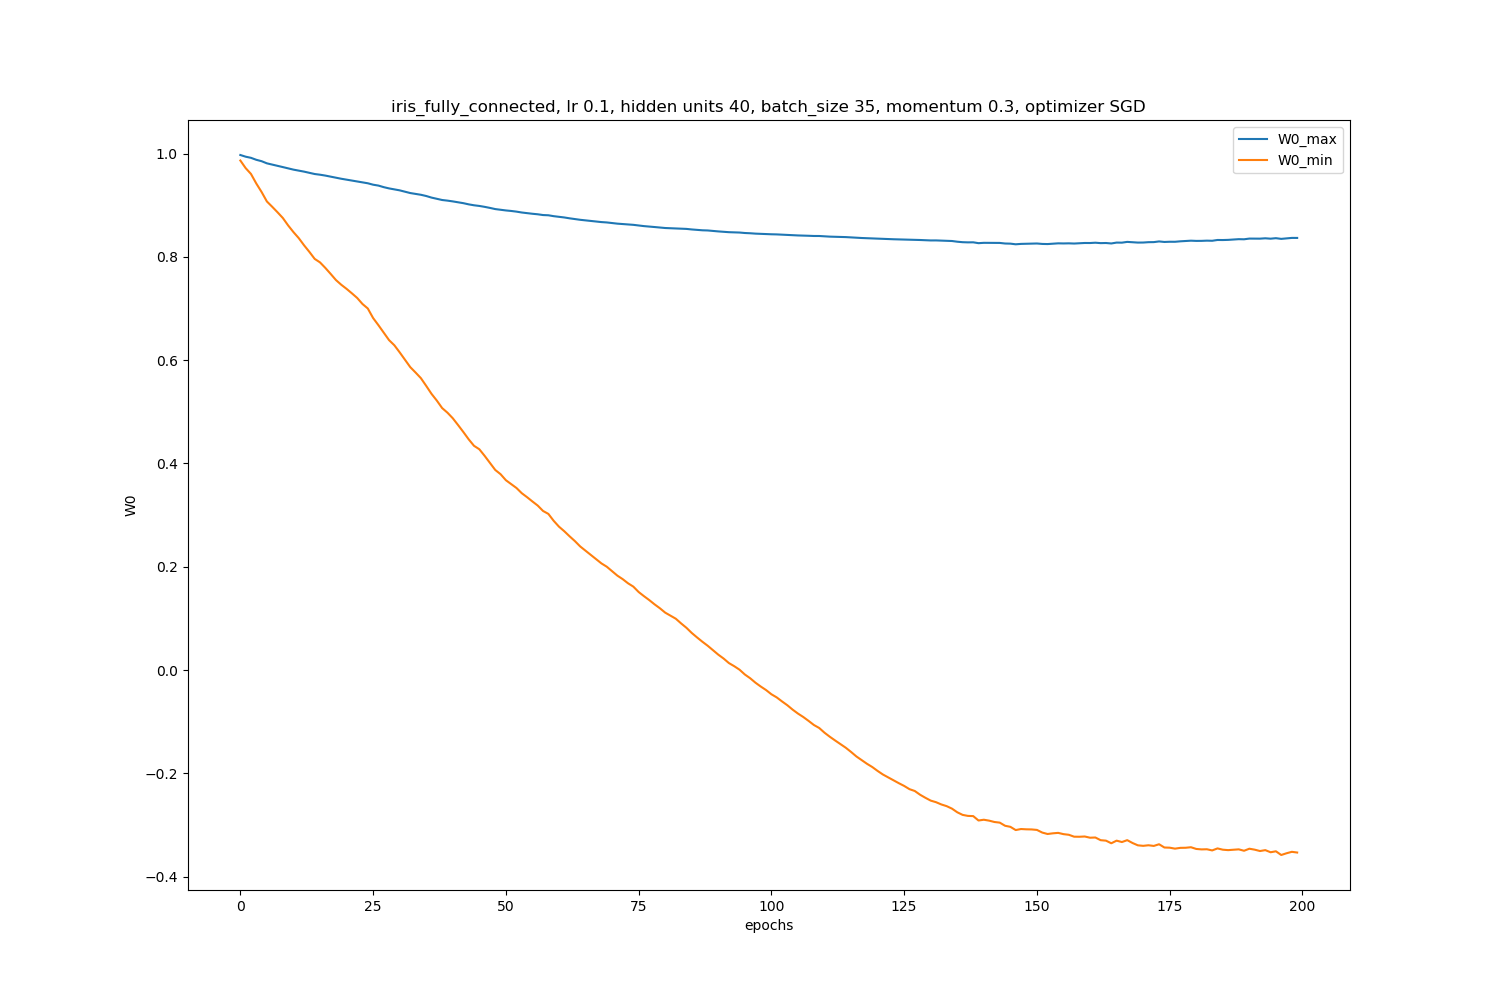 iris_fully_connected, lr 0.1, hidden units 40, batch_size 35, momentum 0.3, optimizer SGD
W0_max
W0_min
1.0
0.8
0.6
0.4
0.2
0.0
−0.2
−0.4
W0
0 25 50 75 100 125 150 175 200
epochs